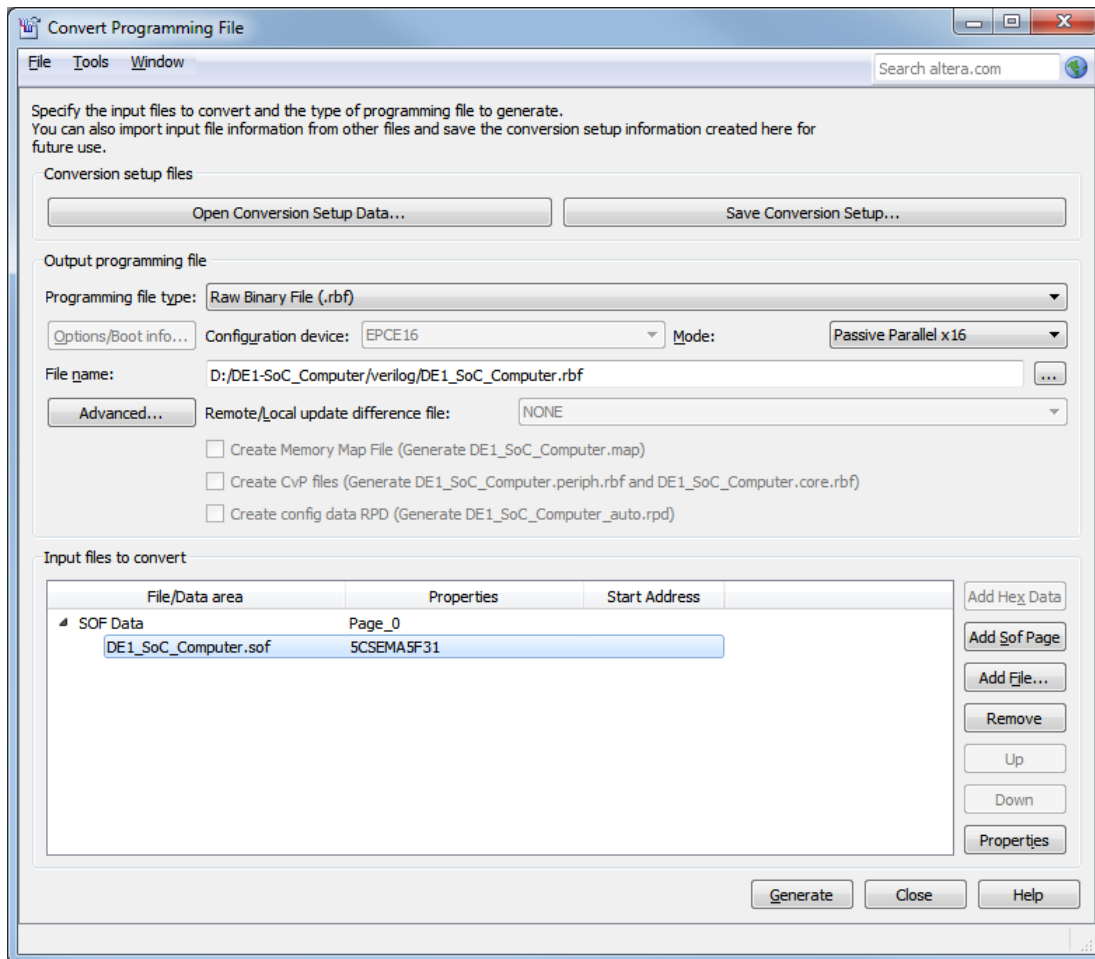 Convert Programming File
File Tools Window
Search altera.com
Specify the input files to convert and the type of programming file to generate.
You can also import input file information from other files and save the conversion setup information created here for
future use.
Conversion setup files
Open Conversion Setup Data...
Save Conversion Setup...
Output programming file
Programming file type: Raw Binary File (.rbf)
Options/Boot info... Configuration device: EPCE16 Mode: Passive Parallel x16
File name: D:/DE1-SoC_Computer/verilog/DE1_SoC_Computer.rbf ...
Advanced... Remote/Local update difference file: NONE
Create Memory Map File (Generate DE1_SoC_Computer.map)
Create CvP files (Generate DE1_SoC_Computer.periph.rbf and DE1_SoC_Computer.core.rbf)
Create config data RPD (Generate DE1_SoC_Computer_auto.rpd)
Input files to convert
File/Data area Properties Start Address
SOF Data Page_0
DE1_SoC_Computer.sof 5CSEMA5F31
Add Hex Data
Add Sof Page
Add File...
Remove
Up
Down
Properties
Generate Close Help